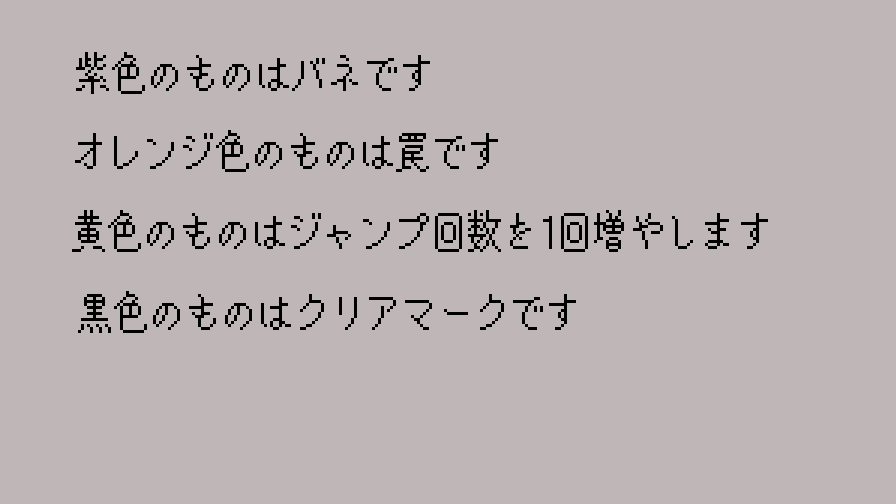 紫色のものはバネです
オレンジ色のものは罠です
黄色のものはジャンプ回数を1回増やします
黒色のものはクリアマークです